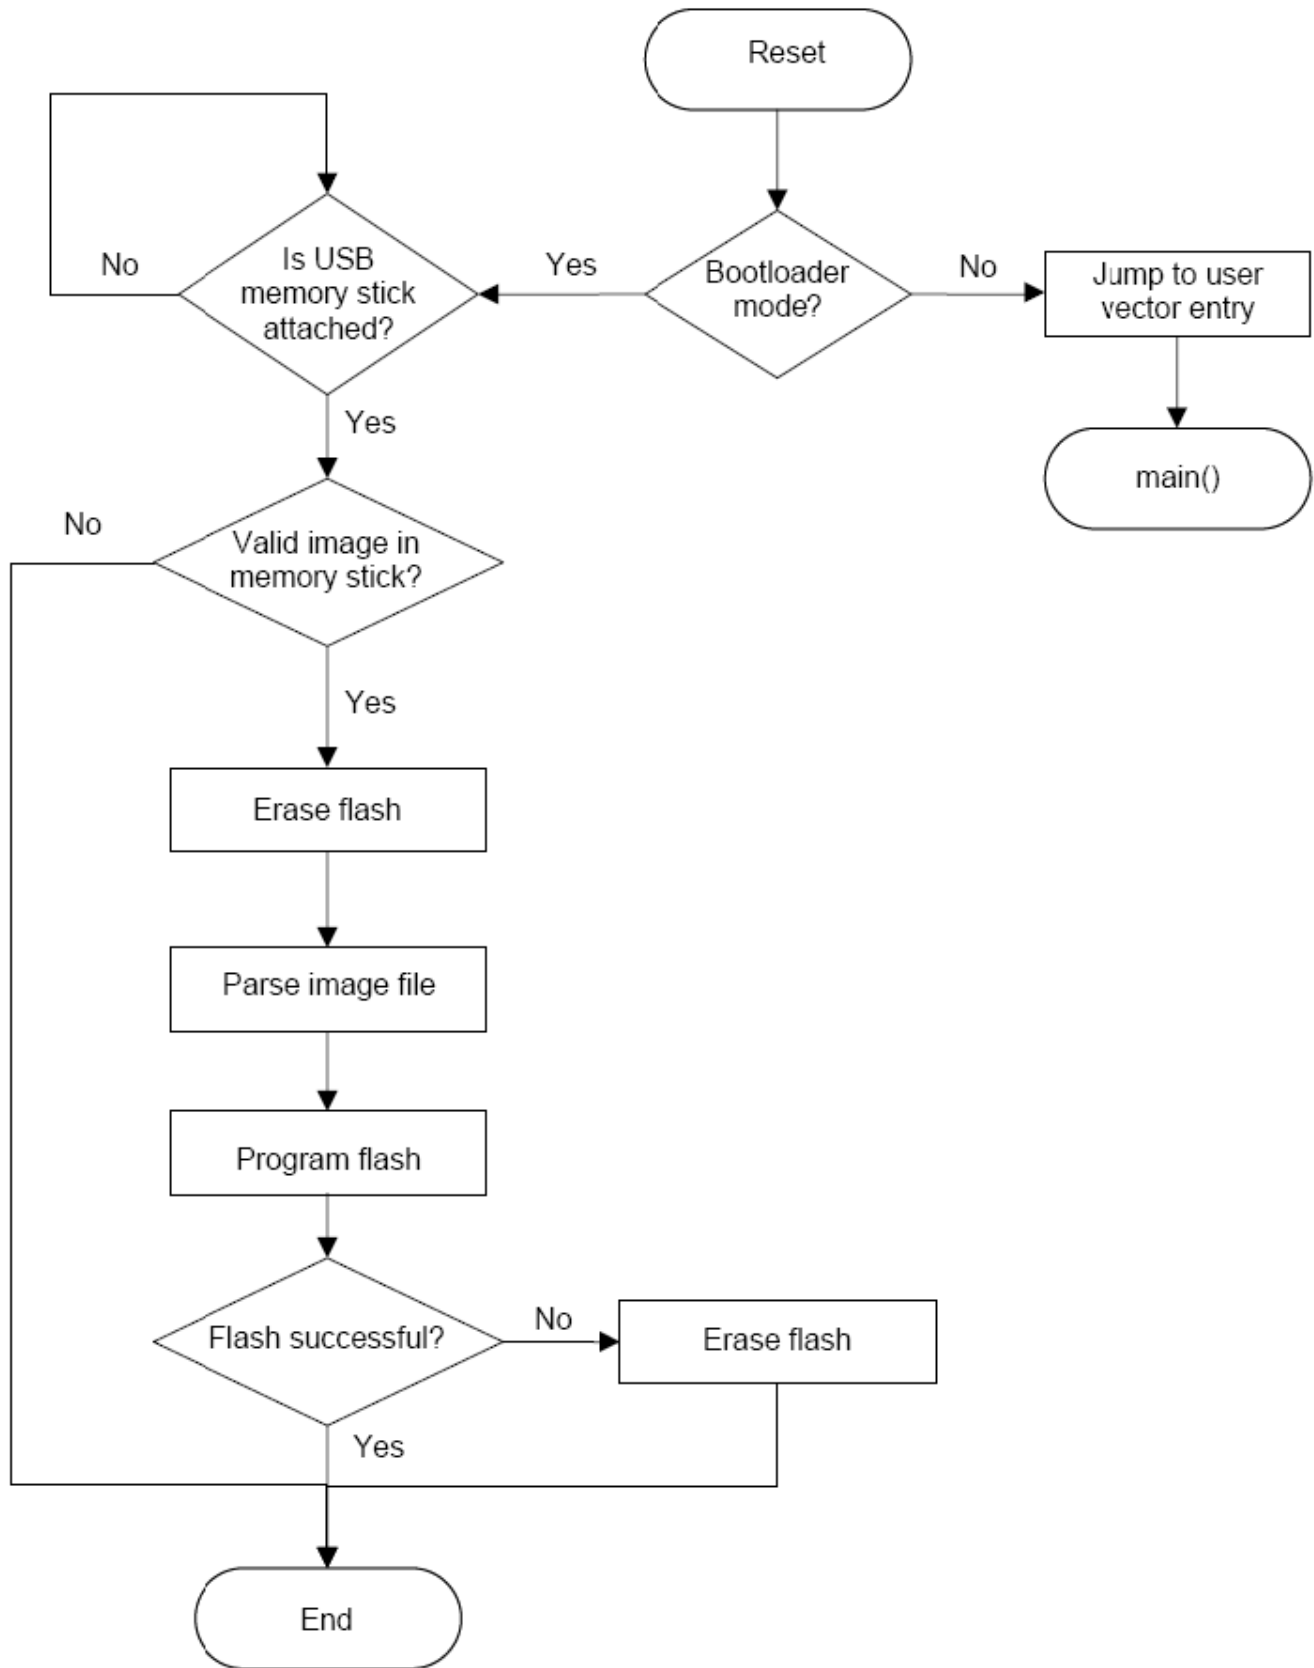 Reset
Bootloader
mode?
Yes
No
Jump to user
vector entry
main()
Is USB
memory stick
attached?
No
Yes
Valid image in
memory stick?
No
Yes
Erase flash
Parse image file
Program flash
Flash successful?
No
Erase flash
Yes
End